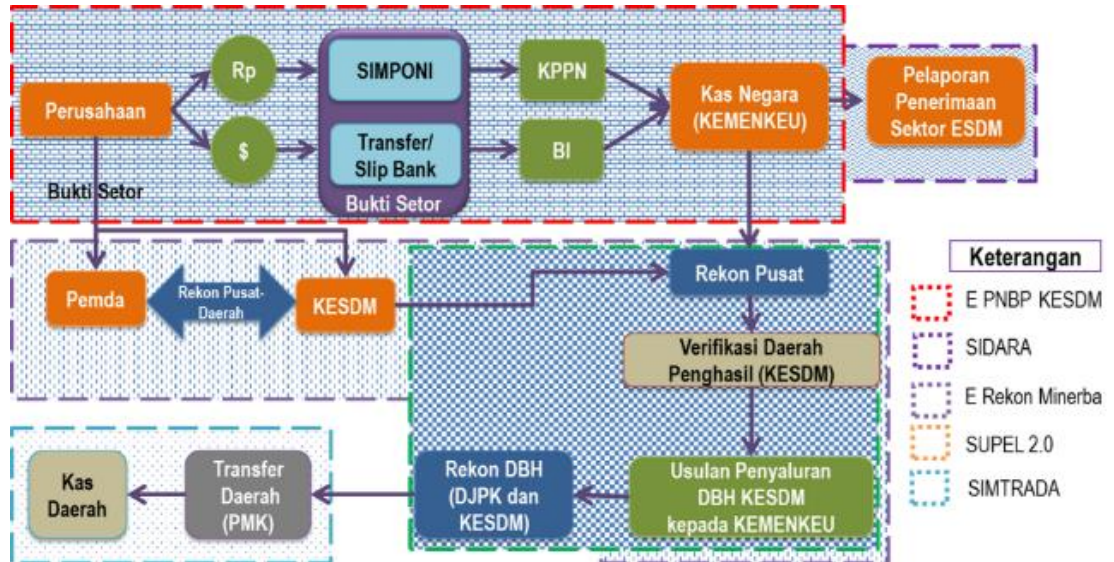 Perusahaan
Rp
$
SIMPONI
Transfer/
Slip Bank
Bukti Setor
KPPN
BI
Kas Negara
(KEMENKEU)
Pelaporan
Penerimaan
Sektor ESDM
Bukti Setor
Pemda
Rekon Pusat-
Daerah
KESDM
Rekon Pusat
Verifikasi Daerah
Penghasil (KESDM)
Kas
Daerah
Transfer
Daerah
(PMK)
Rekon DBH
(DJPK dan
KESDM)
Usulan Penyaluran
DBH KESDM
kepada KEMENKEU
Keterangan
E PNBP KESDM
SIDARA
E Rekon Minerba
SUPEL 2.0
SIMTRADA